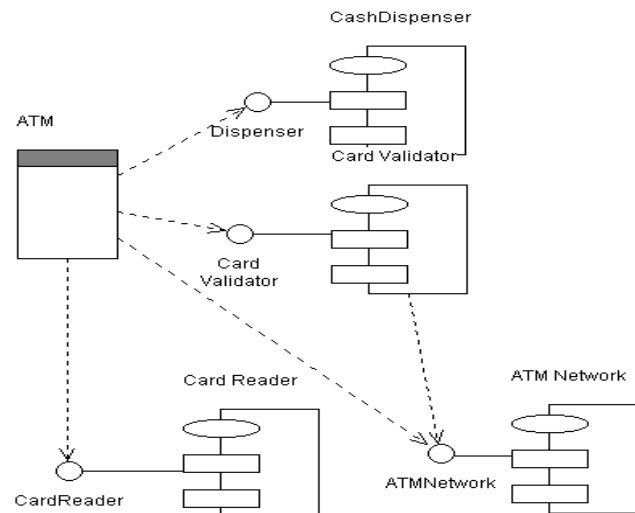 CashDispenser
ATM
Dispenser
Card Validator
Card
Validator
Card Reader
ATM Network
CardReader
ATMNetwork